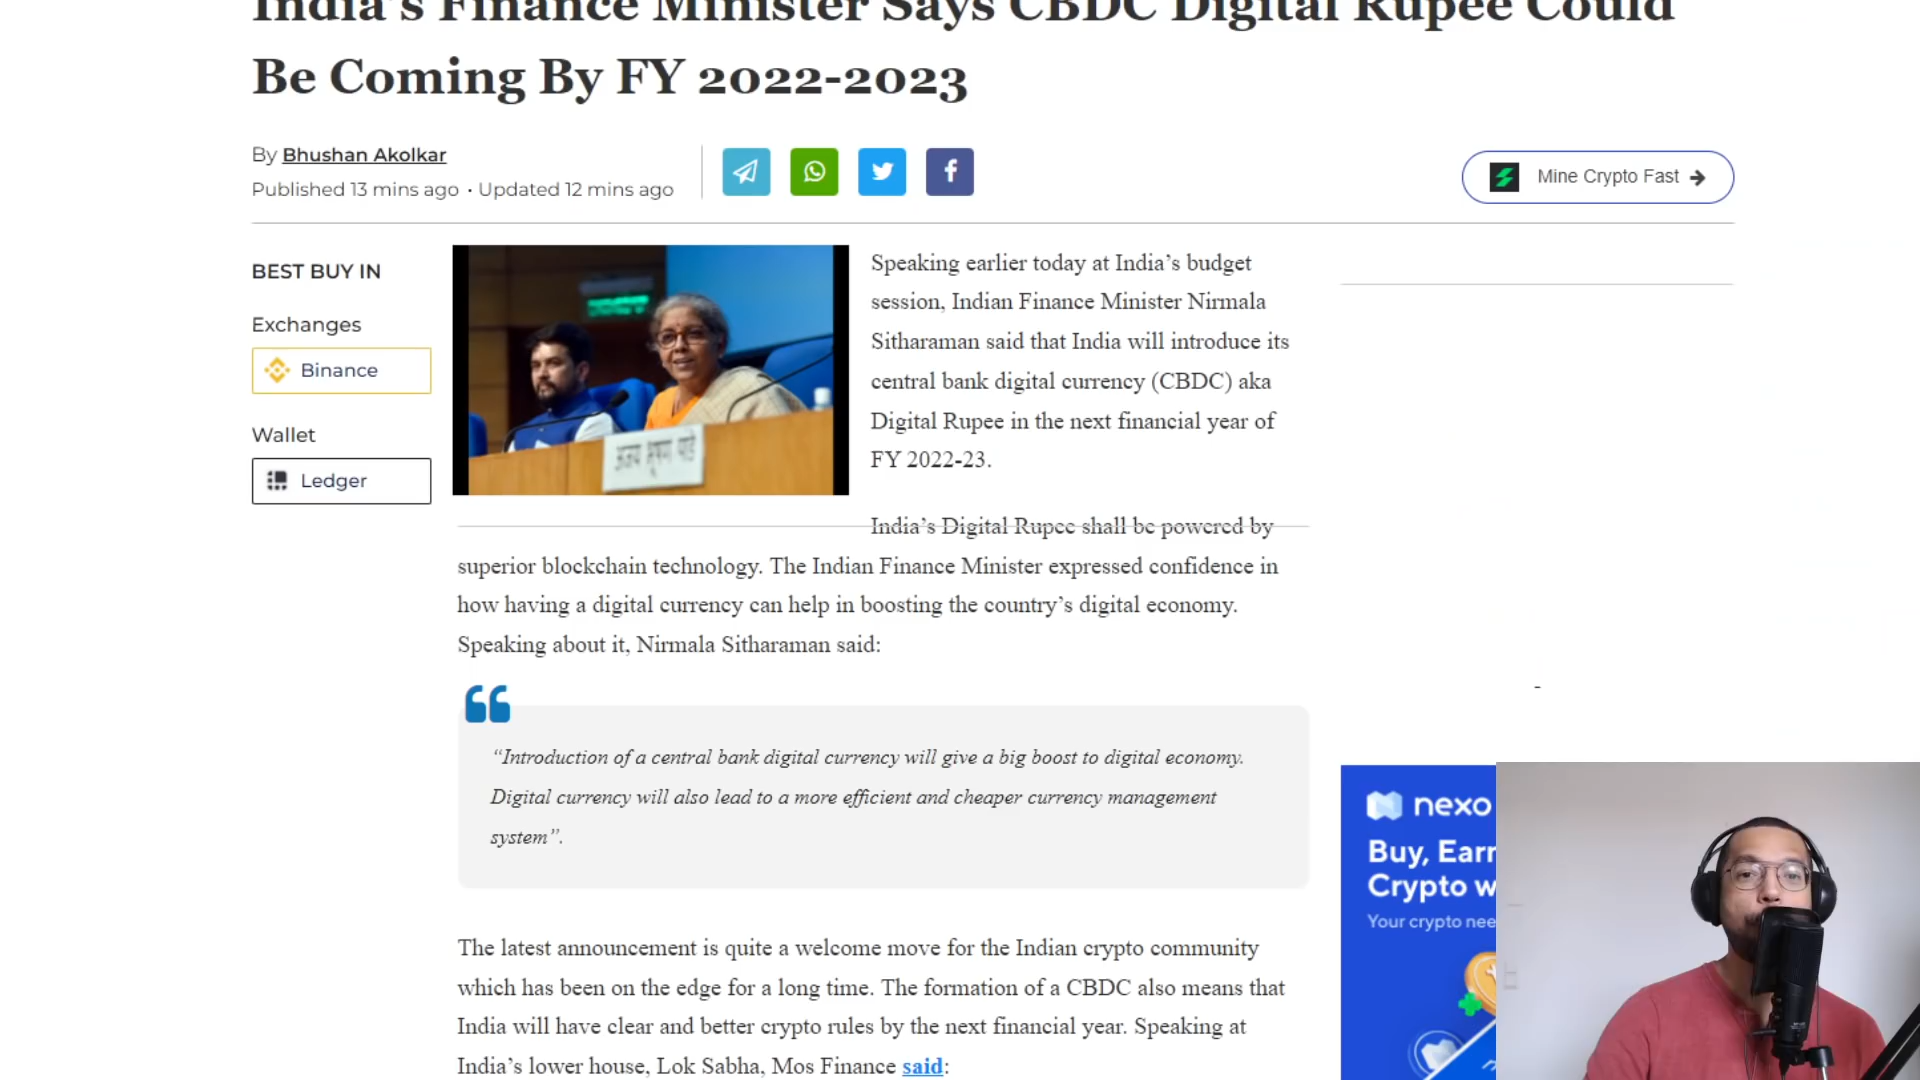 India's Finance Minister Says CBDC Digital Rupee Could
Be Coming By FY 2022-2023
By Bhushan Akolkar
Published 13 mins ago • Updated 12 mins ago
Mine Crypto Fast →
BEST BUY IN
Exchanges
Binance
Wallet
Ledger
Speaking earlier today at India’s budget
session, Indian Finance Minister Nirmala
Sitharaman said that India will introduce its
central bank digital currency (CBDC) aka
Digital Rupee in the next financial year of
FY 2022-23.
India’s Digital Rupee shall be powered by
superior blockchain technology. The Indian Finance Minister expressed confidence in
how having a digital currency can help in boosting the country’s digital economy.
Speaking about it, Nirmala Sitharaman said:
“Introduction of a central bank digital currency will give a big boost to digital economy.
Digital currency will also lead to a more efficient and cheaper currency management
system”.
The latest announcement is quite a welcome move for the Indian crypto community
which has been on the edge for a long time. The formation of a CBDC also means that
India will have clear and better crypto rules by the next financial year. Speaking at
India’s lower house, Lok Sabha, Mos Finance said:
nexo
Buy, Earn
Crypto w
Your crypto nee